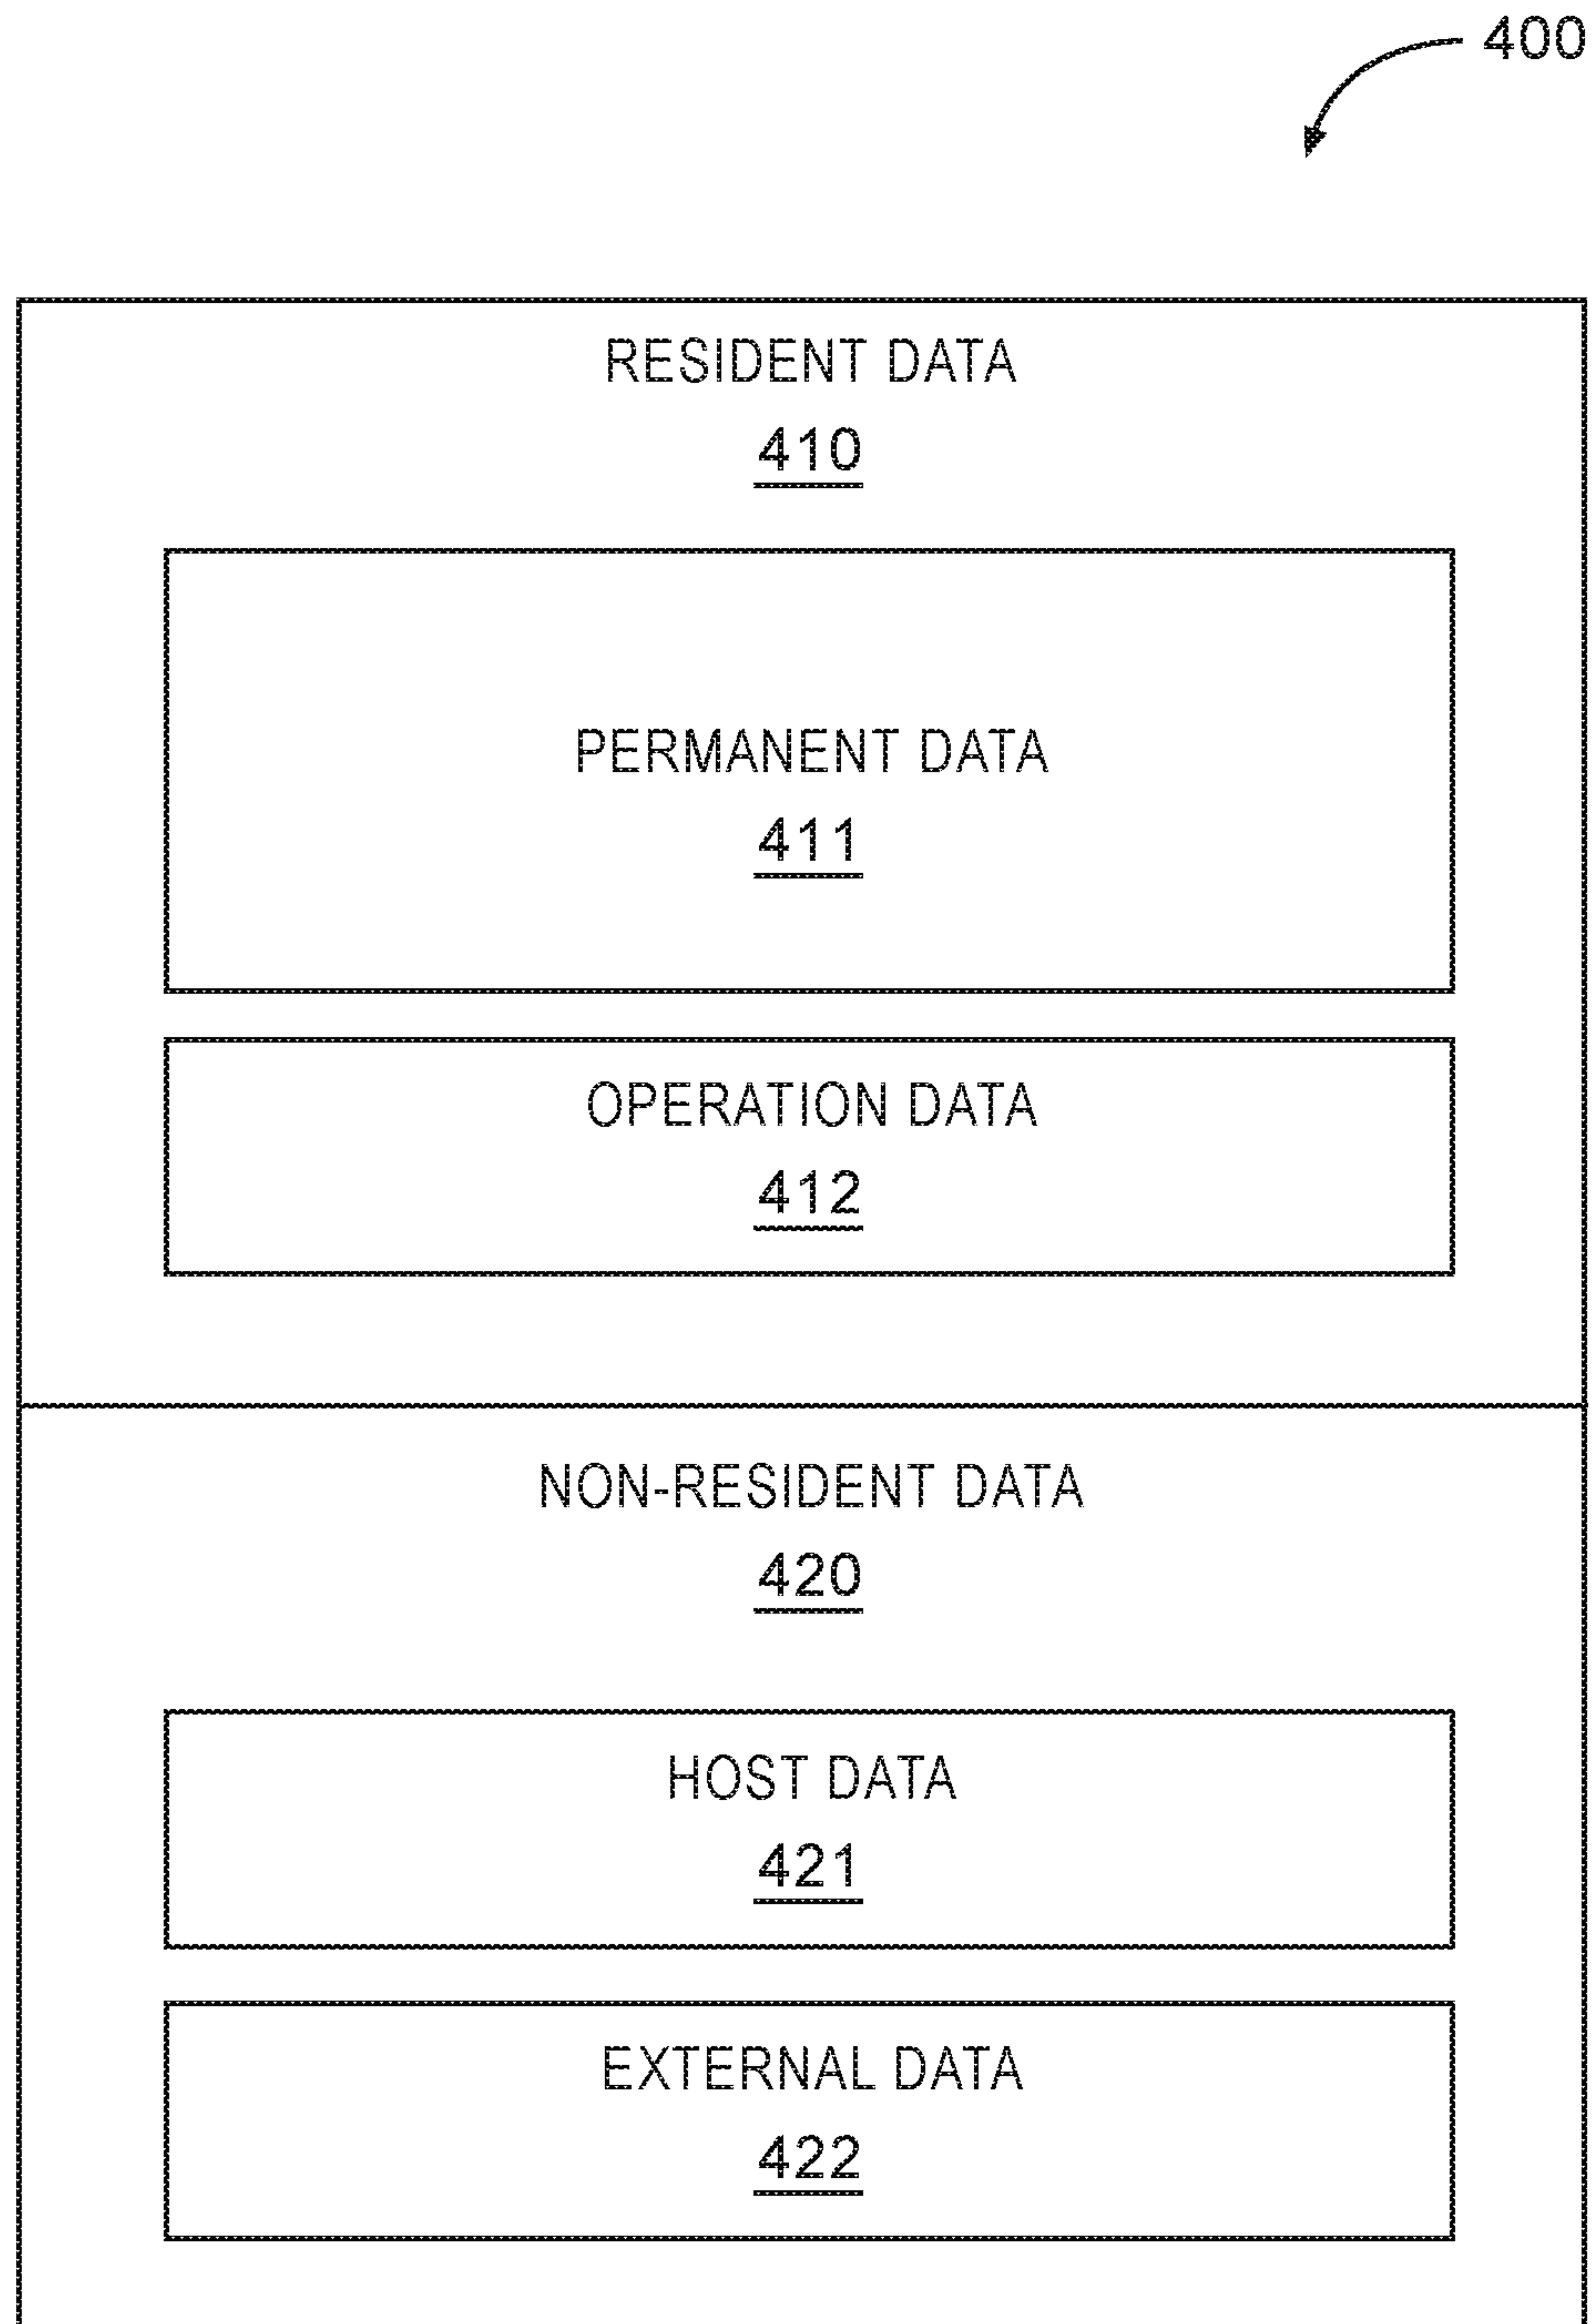 400
RESIDENT DATA
410
PERMANENT DATA
411
OPERATION DATA
412
NON-RESIDENT DATA
420
HOST DATA
421
EXTERNAL DATA
422